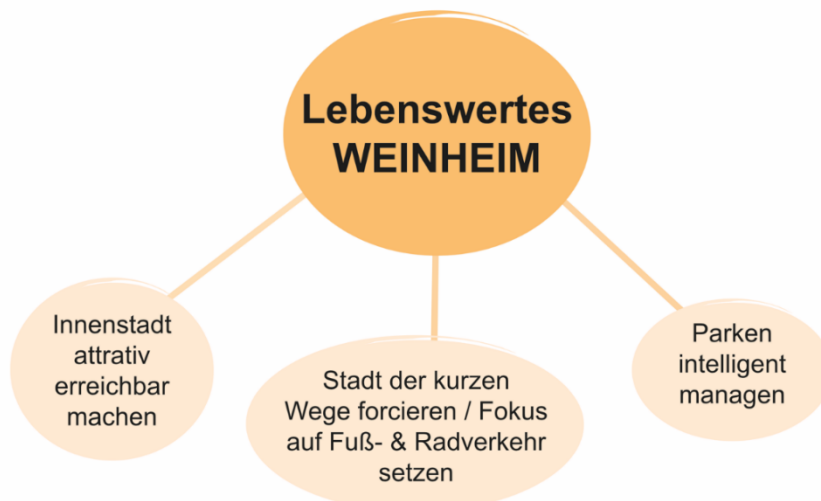 Lebenswertes
WEINHEIM
Innenstadt
attrativ
erreichbar
machen
Stadt der kurzen
Wege forcieren / Fokus
auf Fuß- & Radverkehr
setzen
Parken
intelligent
managen